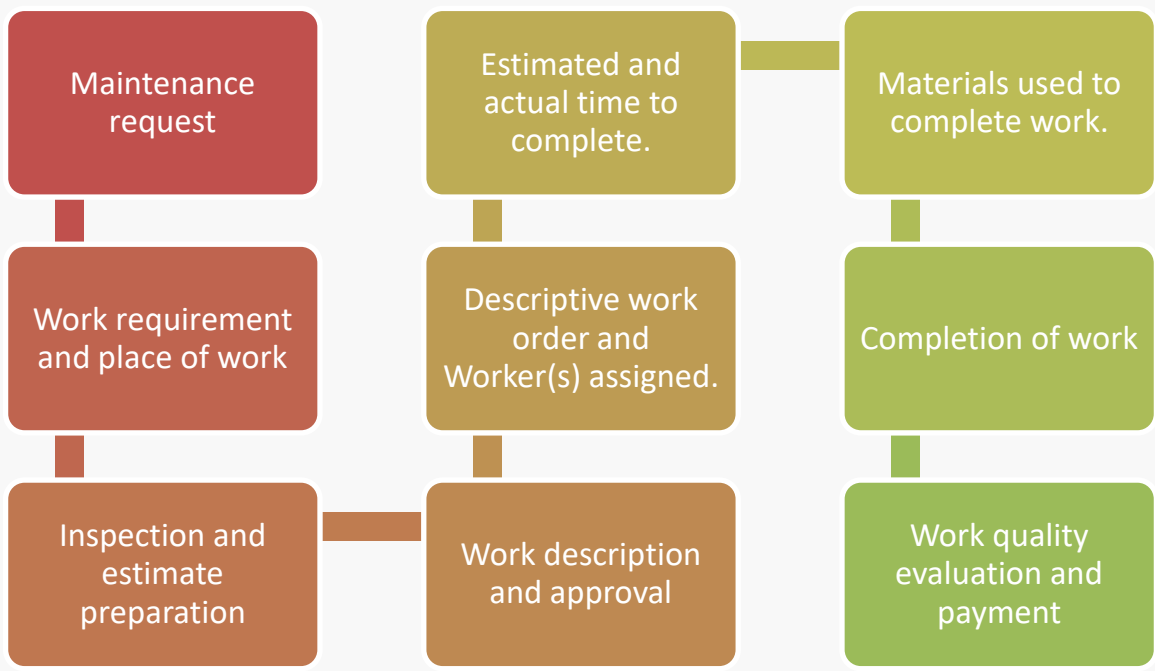 Maintenance
request
Work requirement
and place of work
Inspection and
estimate
preparation
Work description
and approval
Descriptive work
order and
Worker(s) assigned.
Estimated and
actual time to
complete.
Materials used to
complete work.
Completion of work
Work quality
evaluation and
payment